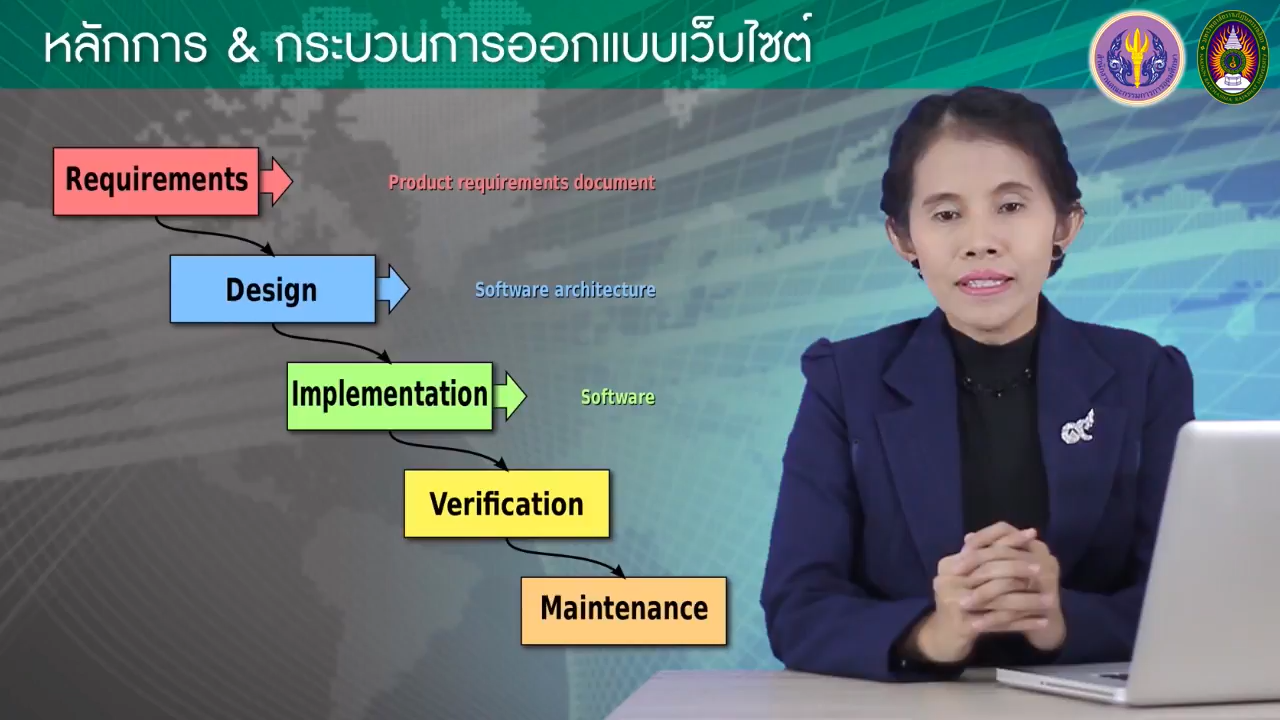 หลักการ & กระบวนการออกแบบเว็บไซต์
Requirements
Product requirements document
Design
Software architecture
Implementation
Software
Verification
Maintenance